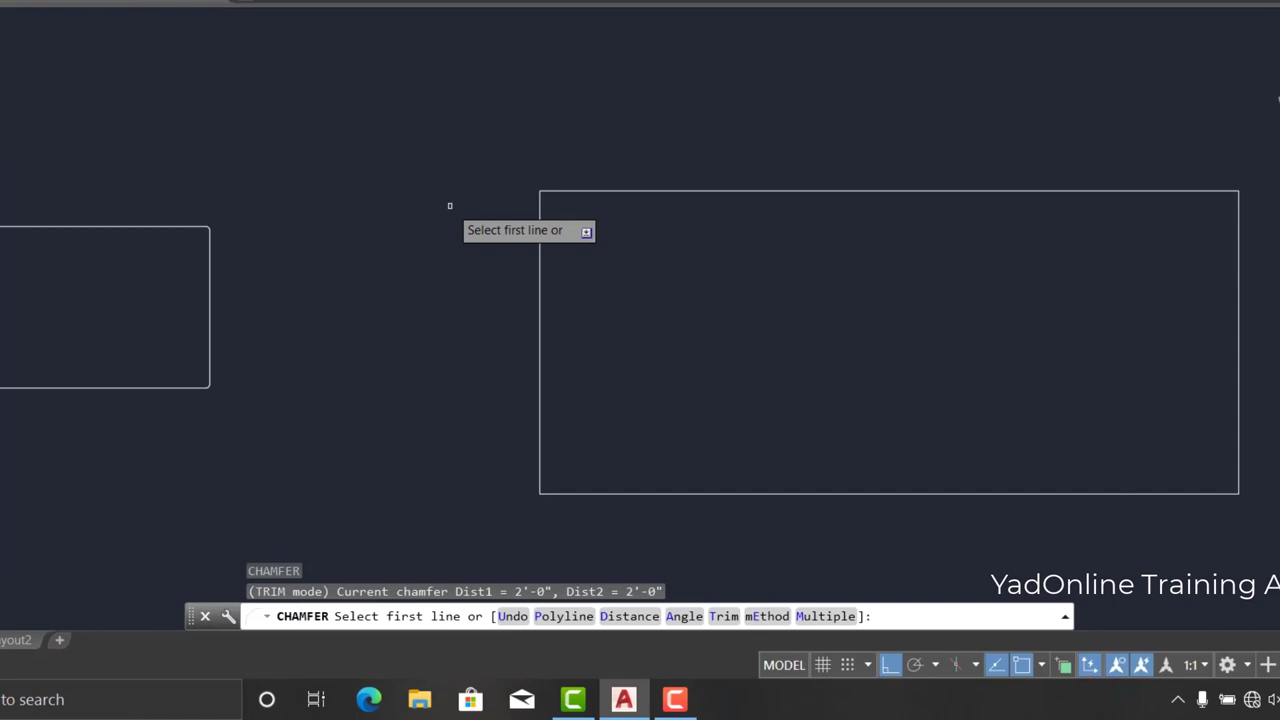 Select first line or
YadOnline Training A
CHAMFER
(TRIM mode) Current chamfer Dist1 = 2'-0", Dist2 = 2'-0"
CHAMFER Select first line or [Undo Polyline Distance Angle Trim mEthod Multiple]:
ayout2
MODEL
1:1
to search